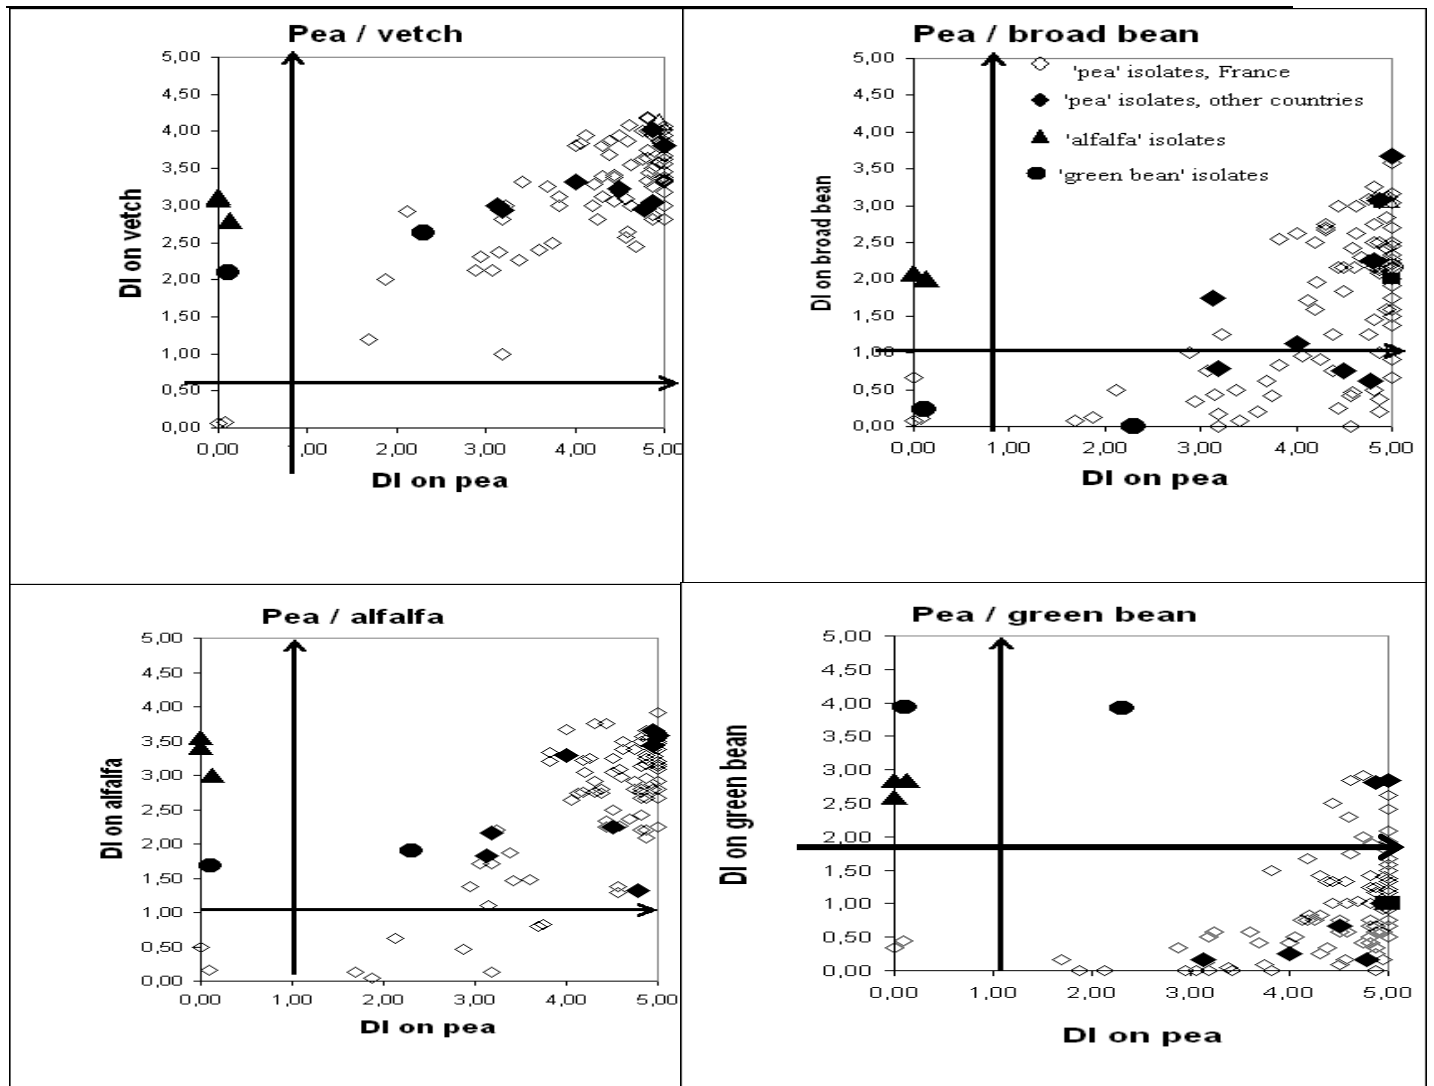 Pea / vetch
5,00
4,50
4,00
3,50
3,00
2,50
2,00
1,50
1,00
0,50
0,00
DI on vetch
0,00 1,00 2,00 3,00 4,00 5,00
DI on pea
Pea / broad bean
5,00
4,50
4,00
3,50
3,00
2,50
2,00
1,50
1,00
0,50
0,00
DI on broad bean
'pea' isolates, France
'pea' isolates, other countries
'alfalfa' isolates
'green bean' isolates
0,00 1,00 2,00 3,00 4,00 5,00
DI on pea
Pea / alfalfa
5,00
4,50
4,00
3,50
3,00
2,50
2,00
1,50
1,00
0,50
0,00
DI on alfalfa
0,00 1,00 2,00 3,00 4,00 5,00
DI on pea
Pea / green bean
5,00
4,50
4,00
3,50
3,00
2,50
2,00
1,50
1,00
0,50
0,00
DI on green bean
0,00 1,00 2,00 3,00 4,00 5,00
DI on pea